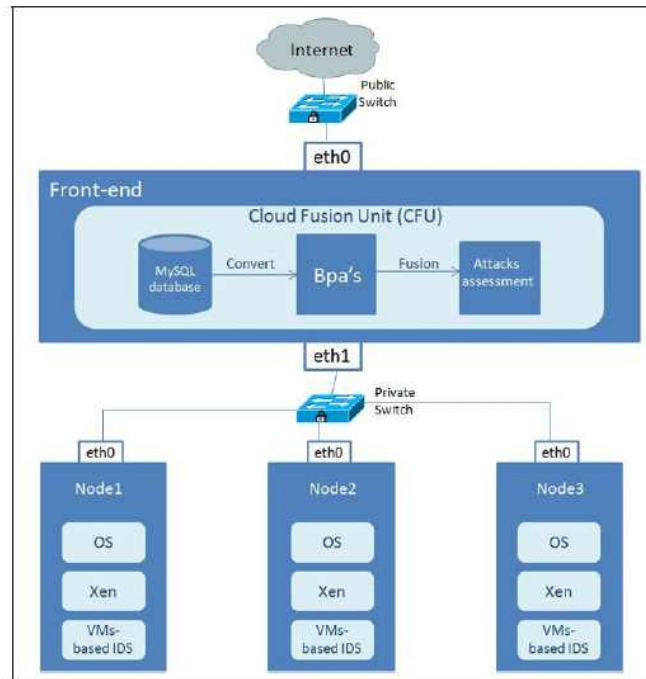 Internet
Public
Switch
eth0
Front-end
Cloud Fusion Unit (CFU)
MySQL
database
Convert
Bpa's
Fusion
Attacks
assessment
eth1
Private
Switch
eth0
eth0
eth0
Node1
Node2
Node3
OS
OS
OS
Xen
Xen
Xen
VMs-
based IDS
VMs-
based IDS
VMs-
based IDS